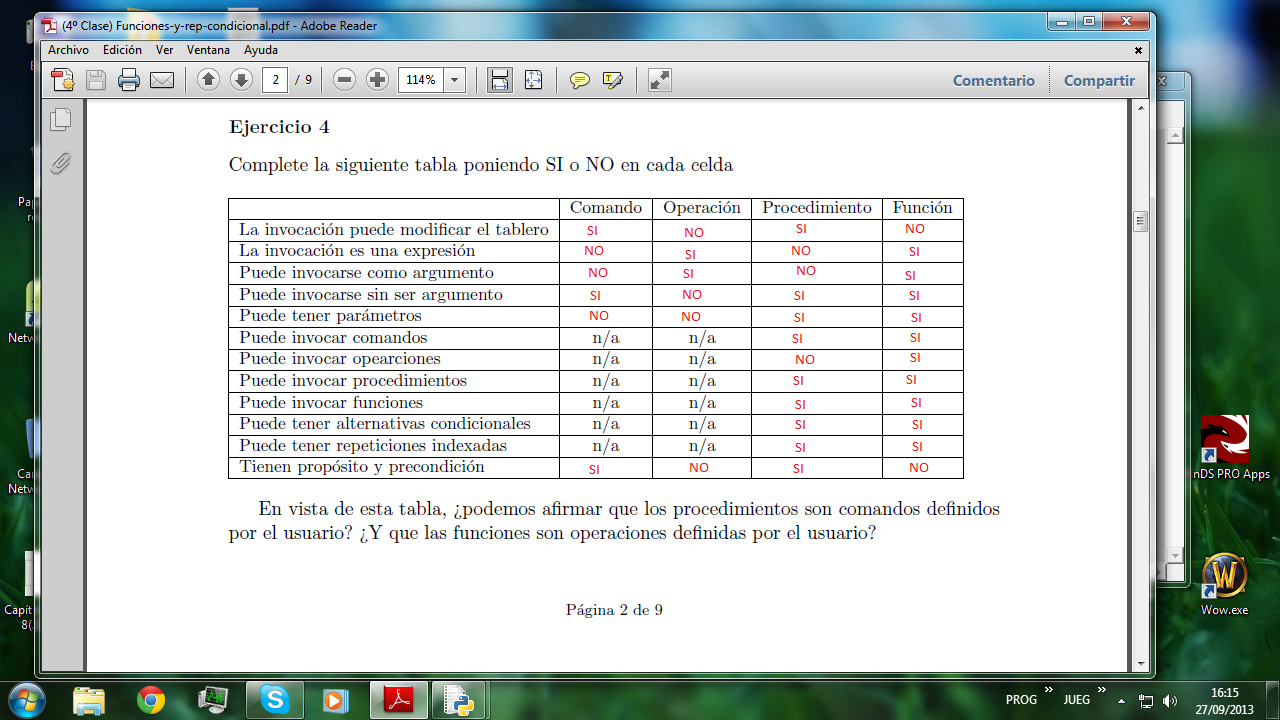 (4º Clase) Funciones-y-rep-condicional.pdf - Adobe Reader
Archivo Edición Ver Ventana Ayuda
2 / 9 114% Comentario Compartir
Ejercicio 4
Complete la siguiente tabla poniendo SI o NO en cada celda
Comando Operación Procedimiento Función
La invocación puede modificar el tablero SI NO SI NO
La invocación es una expresión NO SI NO SI
Puede invocarse como argumento NO SI NO SI
Puede invocarse sin ser argumento SI NO SI SI
Puede tener parámetros NO NO SI SI
Puede invocar comandos n/a n/a SI SI
Puede invocar opearciones n/a n/a NO SI
Puede invocar procedimientos n/a n/a SI SI
Puede invocar funciones n/a n/a SI SI
Puede tener alternativas condicionales n/a n/a SI SI
Puede tener repeticiones indexadas n/a n/a SI SI
Tienen propósito y precondición SI NO SI NO
En vista de esta tabla, ¿podemos afirmar que los procedimientos son comandos definidos
por el usuario? ¿Y que las funciones son operaciones definidas por el usuario?
Página 2 de 9
nDS PRO Apps
Wow.exe
PROG » JUEG » 16:15
27/09/2013